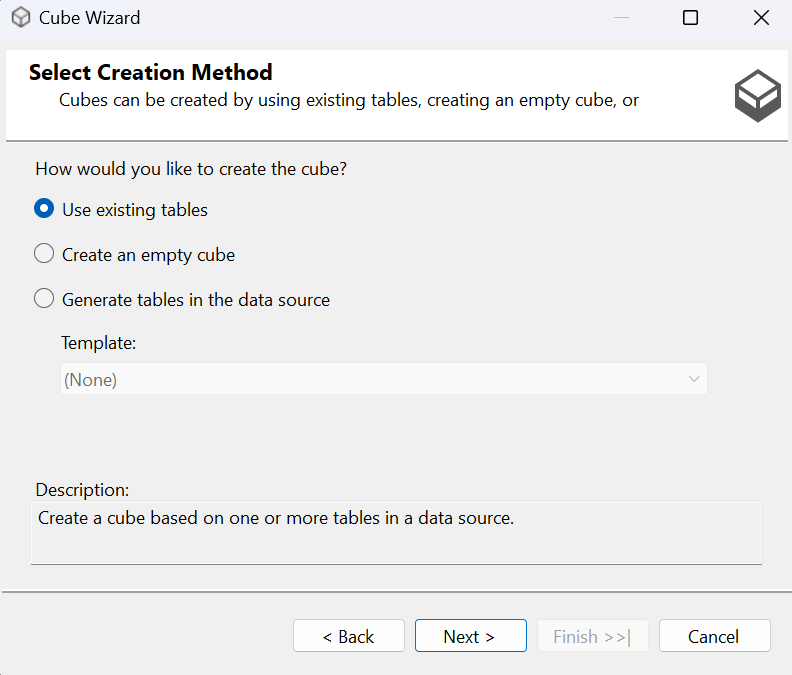 Cube Wizard
Select Creation Method
Cubes can be created by using existing tables, creating an empty cube, or
How would you like to create the cube?
Use existing tables
Create an empty cube
Generate tables in the data source
Template:
(None)
Description:
Create a cube based on one or more tables in a data source.
< Back Next > Finish >>| Cancel